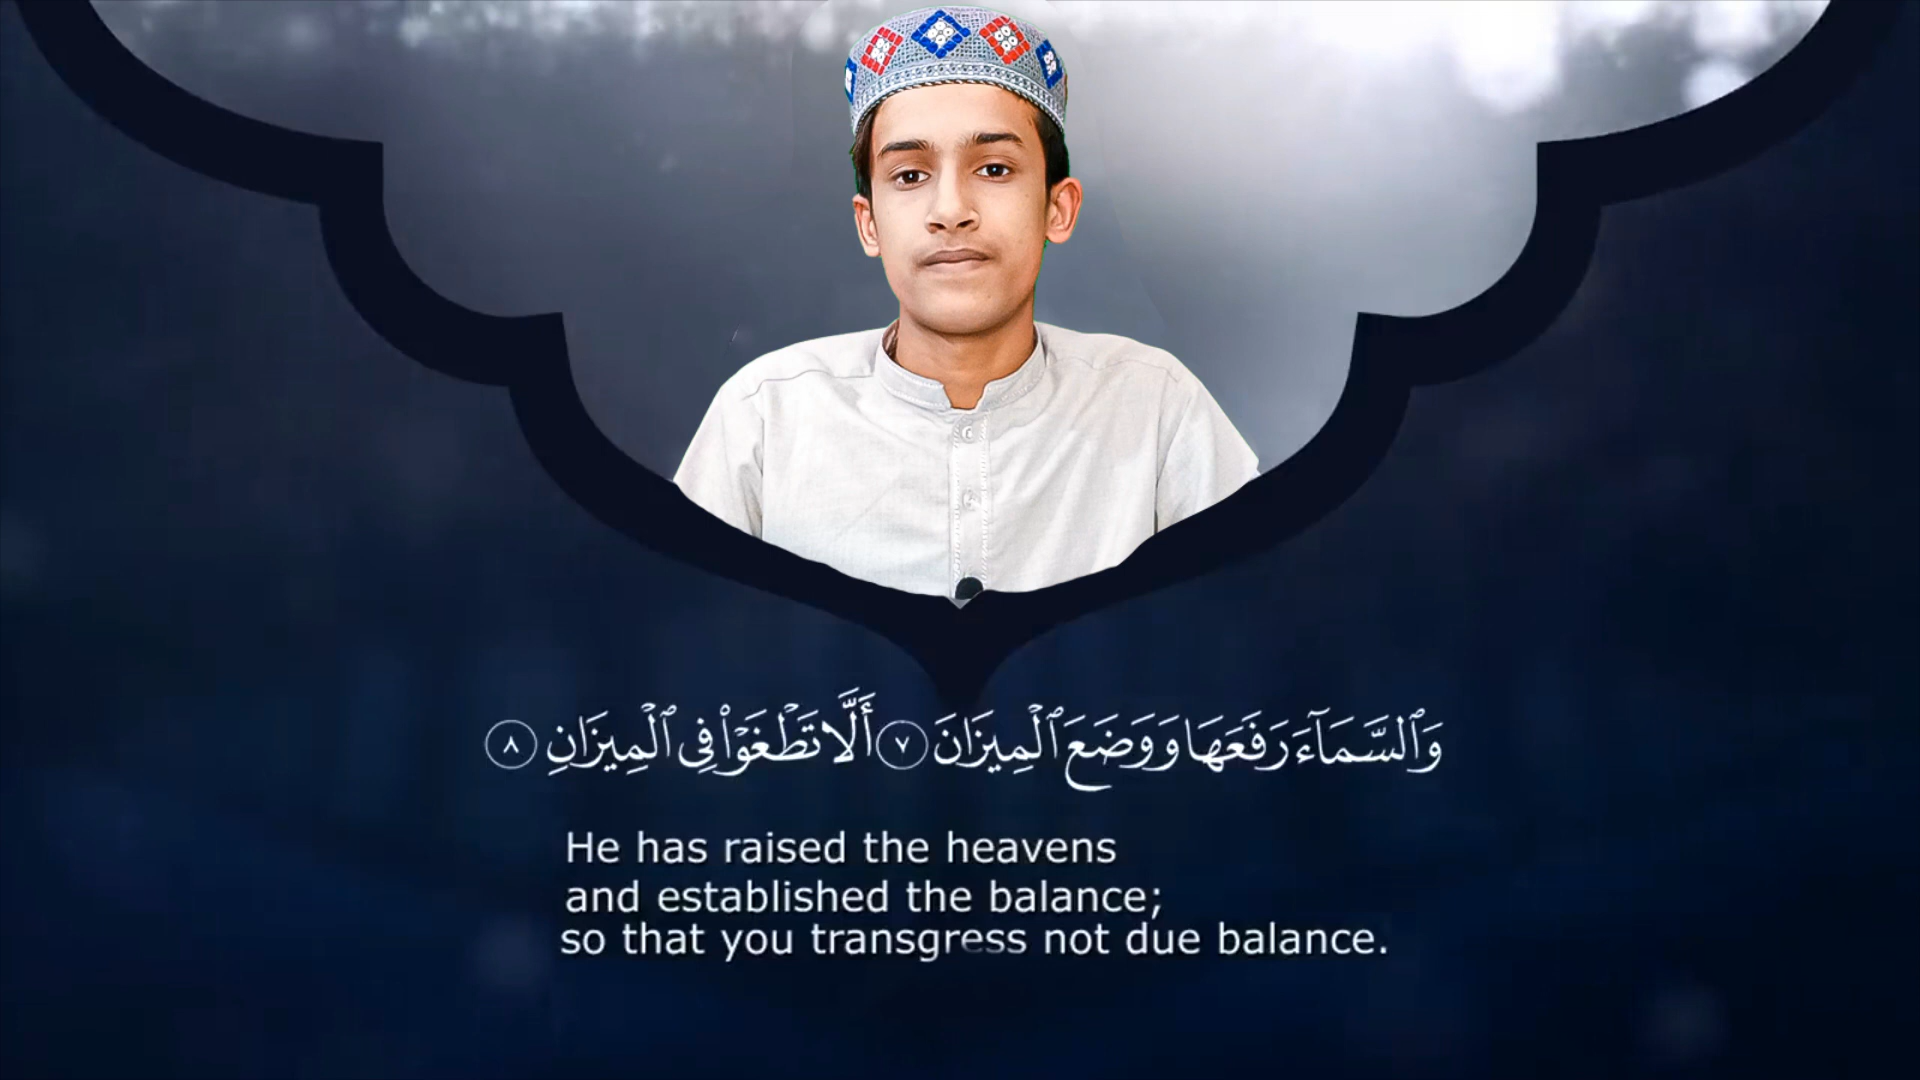 وَٱلسَّمَآءَ رَفَعَهَا وَوَضَعَ ٱلْمِيزَانَ ٧ أَلَّا تَطْغَوْا۟ فِى ٱلْمِيزَانِ ٨
He has raised the heavens
and established the balance;
so that you transgress not due balance.